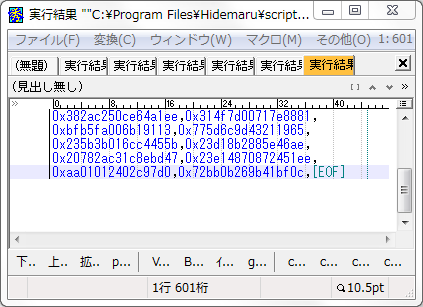 実行結果 ""C:¥Program Files¥Hidemaru¥script...
ファイル(F) 変換(C) ウィンドウ(W) マクロ(M) その他(O) 1:601
(無題) 実行結果 実行結果 実行結果 実行結果 実行結果 実行結果
(見出し無し)
0 8 16 24 32 40
0x382ac250ce64a1ee,0x314f7d00717e8881,
0xbfb5fa006b19113,0x775d6c9d43211965,
0x235b3b016cc4455b,0x23d18b2885e46ae,
0x20782ac31c8ebd47,0x23e14870872451ee,
0xaa01012402c97d0,0x72bb0b269b41bf0c,[EOF]
下.. 上.. 拡.. p... V... B... イ.. g... c... c... c... c...
1行 601桁 10.5pt